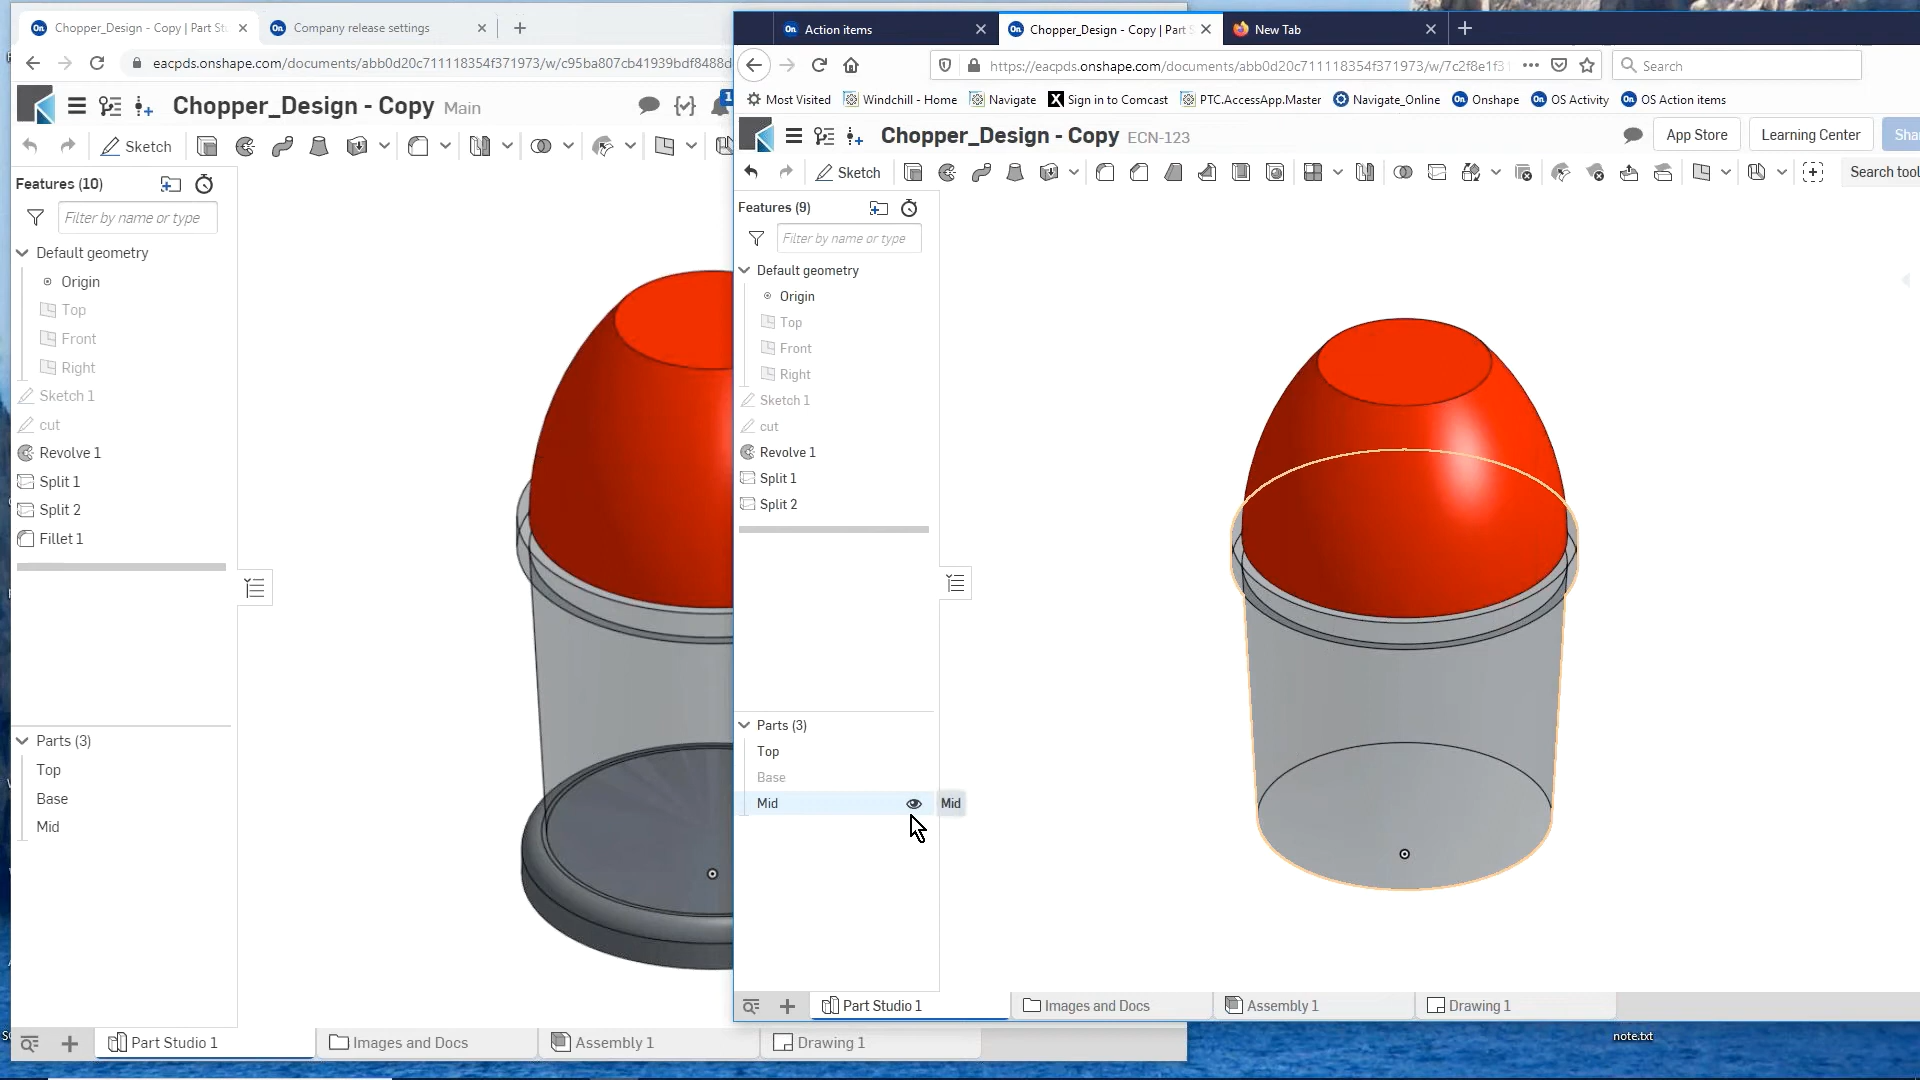 Chopper_Design - Copy | Part St
Company release settings
eacpds.onshape.com/documents/abb0d20c711118354f371973/w/c95ba807cb41939bdf8488d
Chopper_Design - Copy Main
1
Sketch
Features (10)
Filter by name or type
Default geometry
Origin
Top
Front
Right
Sketch 1
cut
Revolve 1
Split 1
Split 2
Fillet 1
Parts (3)
Top
Base
Mid
Part Studio 1
Images and Docs
Assembly 1
Drawing 1
Action items
Chopper_Design - Copy | Part S
New Tab
https://eacpds.onshape.com/documents/abb0d20c711118354f371973/w/7c2f8e1f31
Search
Most Visited
Windchill - Home
Navigate
Sign in to Comcast
PTC.AccessApp.Master
Navigate_Online
Onshape
OS Activity
OS Action items
Chopper_Design - Copy ECN-123
App Store
Learning Center
Sha
Sketch
Search tool
Features (9)
Filter by name or type
Default geometry
Origin
Top
Front
Right
Sketch 1
cut
Revolve 1
Split 1
Split 2
Parts (3)
Top
Base
Mid
Mid
Part Studio 1
Images and Docs
Assembly 1
Drawing 1
note.txt